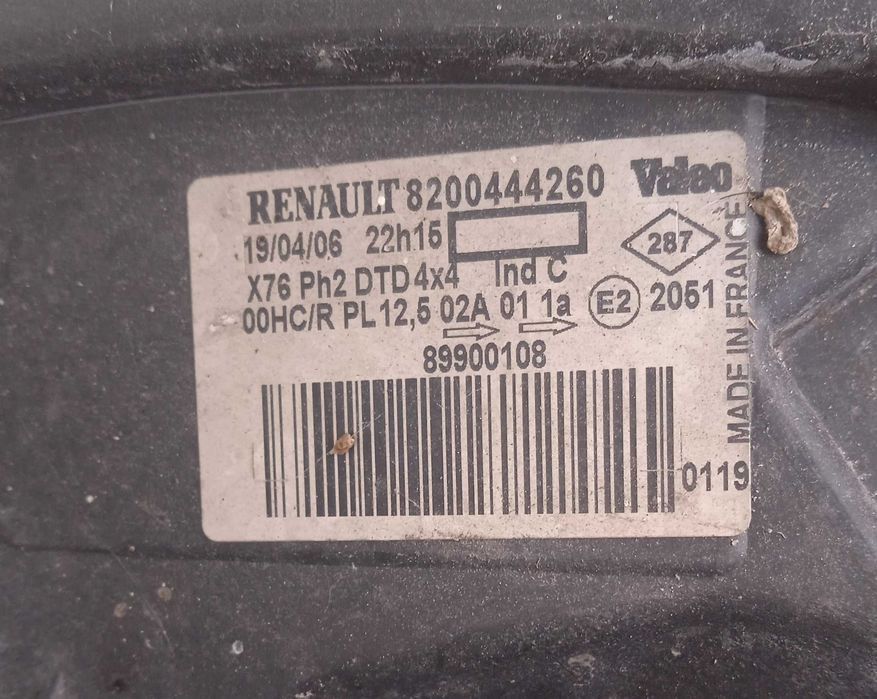 RENAULT 8200444260 Valeo
19/04/06 22h15
287
X76 Ph2 DTD 4x4 Ind C
00HC/R PL 12,5 02A 01 1a E2 2051
89900108
0119
MADE IN FRANCE